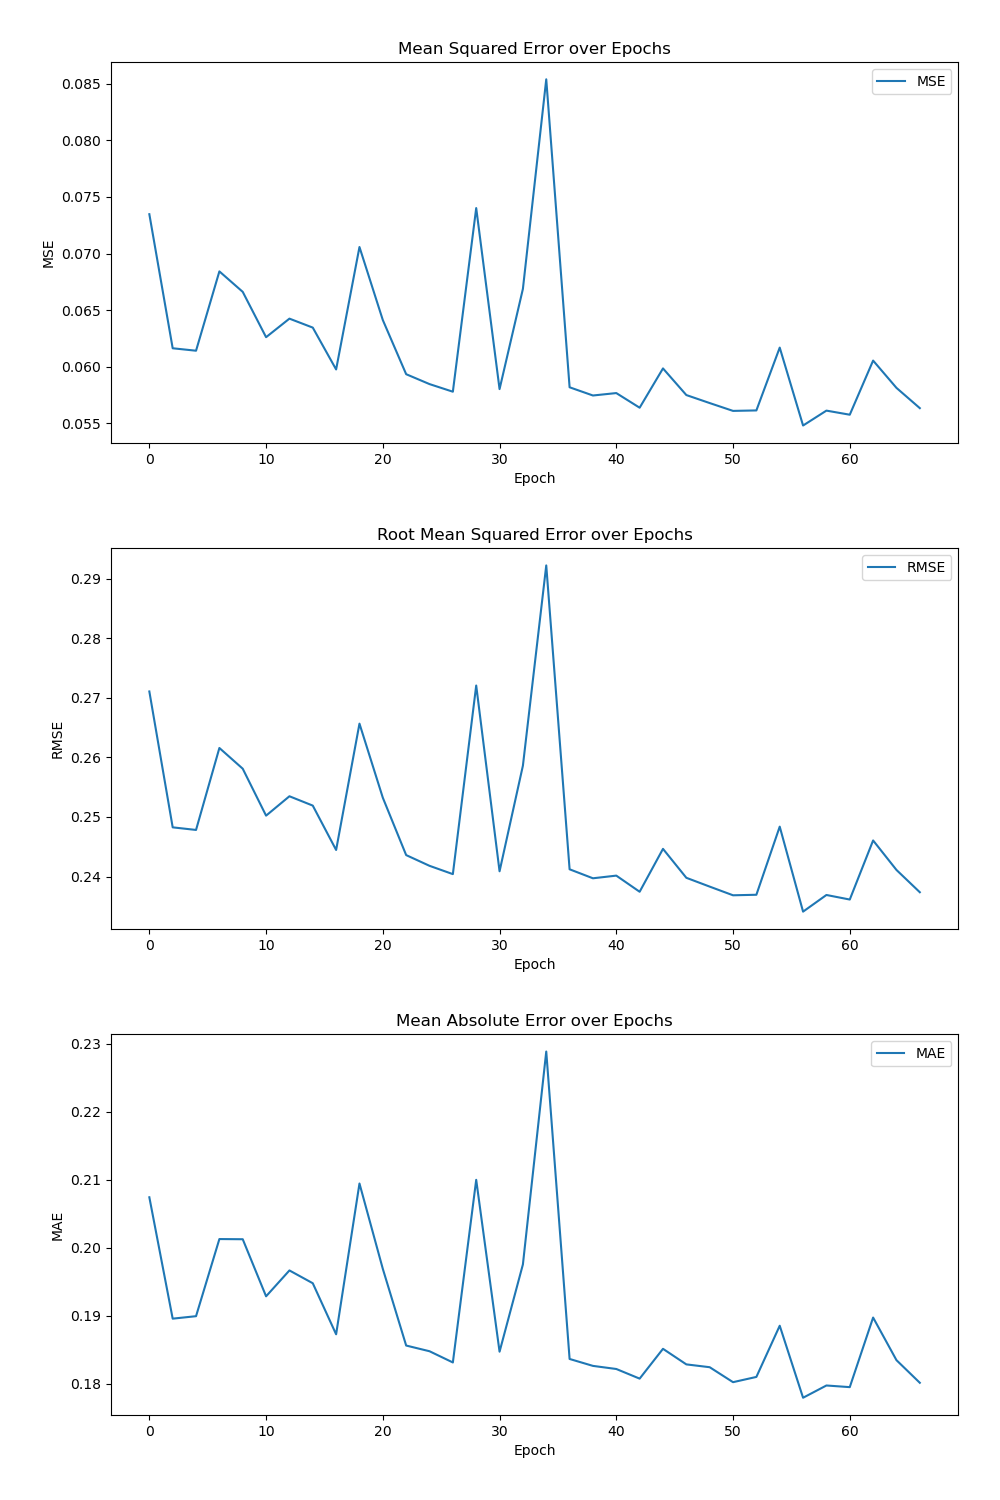 Mean Squared Error over Epochs
MSE
0.085
0.080
0.075
0.070
0.065
0.060
0.055
MSE
0 10 20 30 40 50 60
Epoch
Root Mean Squared Error over Epochs
RMSE
0.29
0.28
0.27
0.26
0.25
0.24
RMSE
0 10 20 30 40 50 60
Epoch
Mean Absolute Error over Epochs
MAE
0.23
0.22
0.21
0.20
0.19
0.18
MAE
0 10 20 30 40 50 60
Epoch